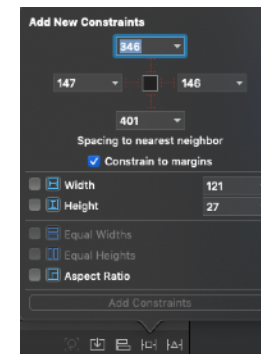 Add New Constraints
346
147 146
401
Spacing to nearest neighbor
Constrain to margins
Width 121
Height 27
Equal Widths
Equal Heights
Aspect Ratio
Add Constraints